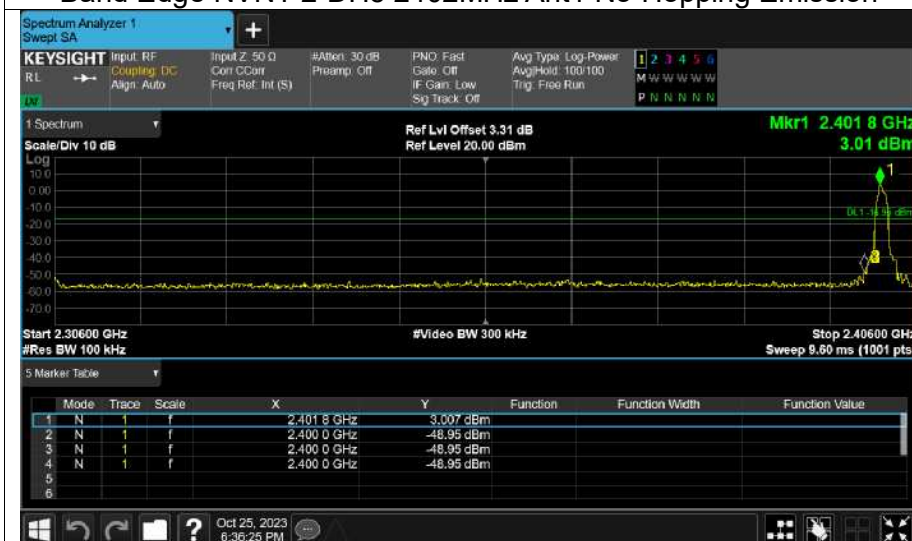 Band Edge NVNT 2-DH5 2402MHz Ant1 No-Hopping Emission
Spectrum Analyzer 1
Swept SA
+
KEYSIGHT
RL
Input: RF
Coupling: DC
Align: Auto
Input Z: 50 Ω
Corr CCorr
Freq Ref: Int (S)
#Atten: 30 dB
Preamp: Off
PNO: Fast
Gate: Off
IF Gain: Low
Sig Track: Off
Avg Type: Log-Power
Avg|Hold: 100/100
Trig: Free Run
1 2 3 4 5 6
M W W W W W
P N N N N N
1 Spectrum
Scale/Div 10 dB
Ref Lvl Offset 3.31 dB
Ref Level 20.00 dBm
Mkr1 2.401 8 GHz
3.01 dBm
Log
10.0
0.00
-10.0
-20.0
-30.0
-40.0
-50.0
-60.0
-70.0
1
Start 2.30600 GHz
#Res BW 100 kHz
#Video BW 300 kHz
Stop 2.40600 GHz
Sweep 9.60 ms (1001 pts
5 Marker Table
Mode Trace Scale X Y Function Function Width Function Value
1 N 1 f 2.401 8 GHz 3.007 dBm
2 N 1 f 2.400 0 GHz -48.95 dBm
3 N 1 f 2.400 0 GHz -48.95 dBm
4 N 1 f 2.400 0 GHz -48.95 dBm
5
6
?
Oct 25, 2023
6:36:25 PM